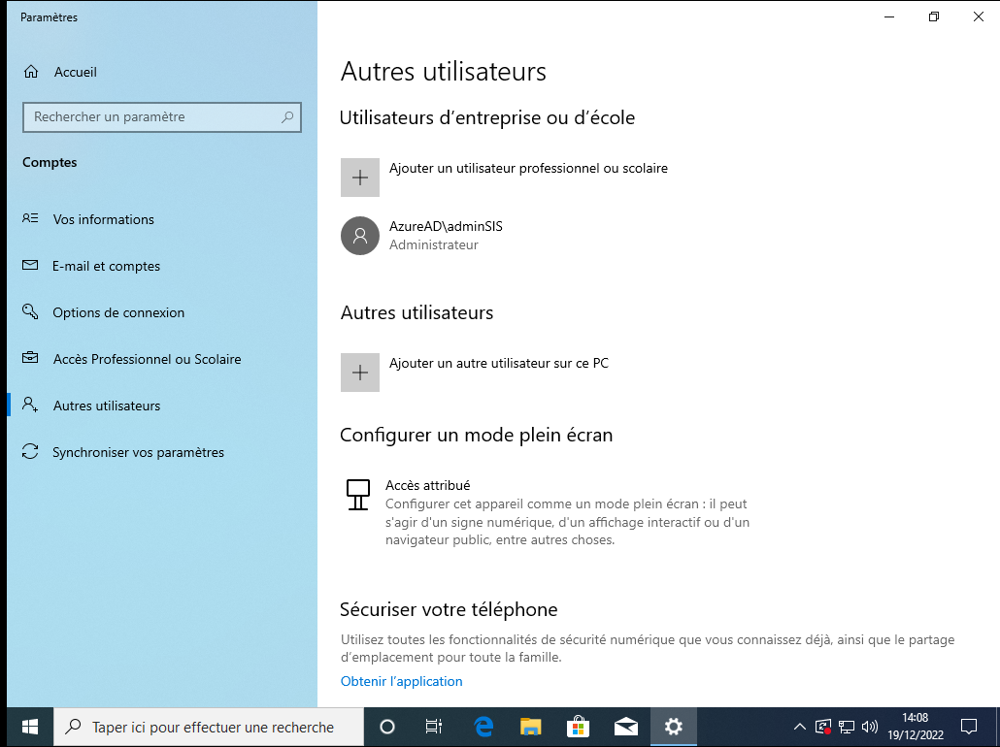 Paramètres
Accueil
Rechercher un paramètre
Comptes
Vos informations
E-mail et comptes
Options de connexion
Accès Professionnel ou Scolaire
Autres utilisateurs
Synchroniser vos paramètres
Autres utilisateurs
Utilisateurs d’entreprise ou d’école
Ajouter un utilisateur professionnel ou scolaire
AzureAD\adminSIS
Administrateur
Autres utilisateurs
Ajouter un autre utilisateur sur ce PC
Configurer un mode plein écran
Accès attribué
Configurer cet appareil comme un mode plein écran : il peut
s'agir d'un signe numérique, d'un affichage interactif ou d'un
navigateur public, entre autres choses.
Sécuriser votre téléphone
Utilisez toutes les fonctionnalités de sécurité numérique que vous connaissez déjà, ainsi que le partage
d’emplacement pour toute la famille.
Obtenir l’application
Taper ici pour effectuer une recherche
14:08
19/12/2022